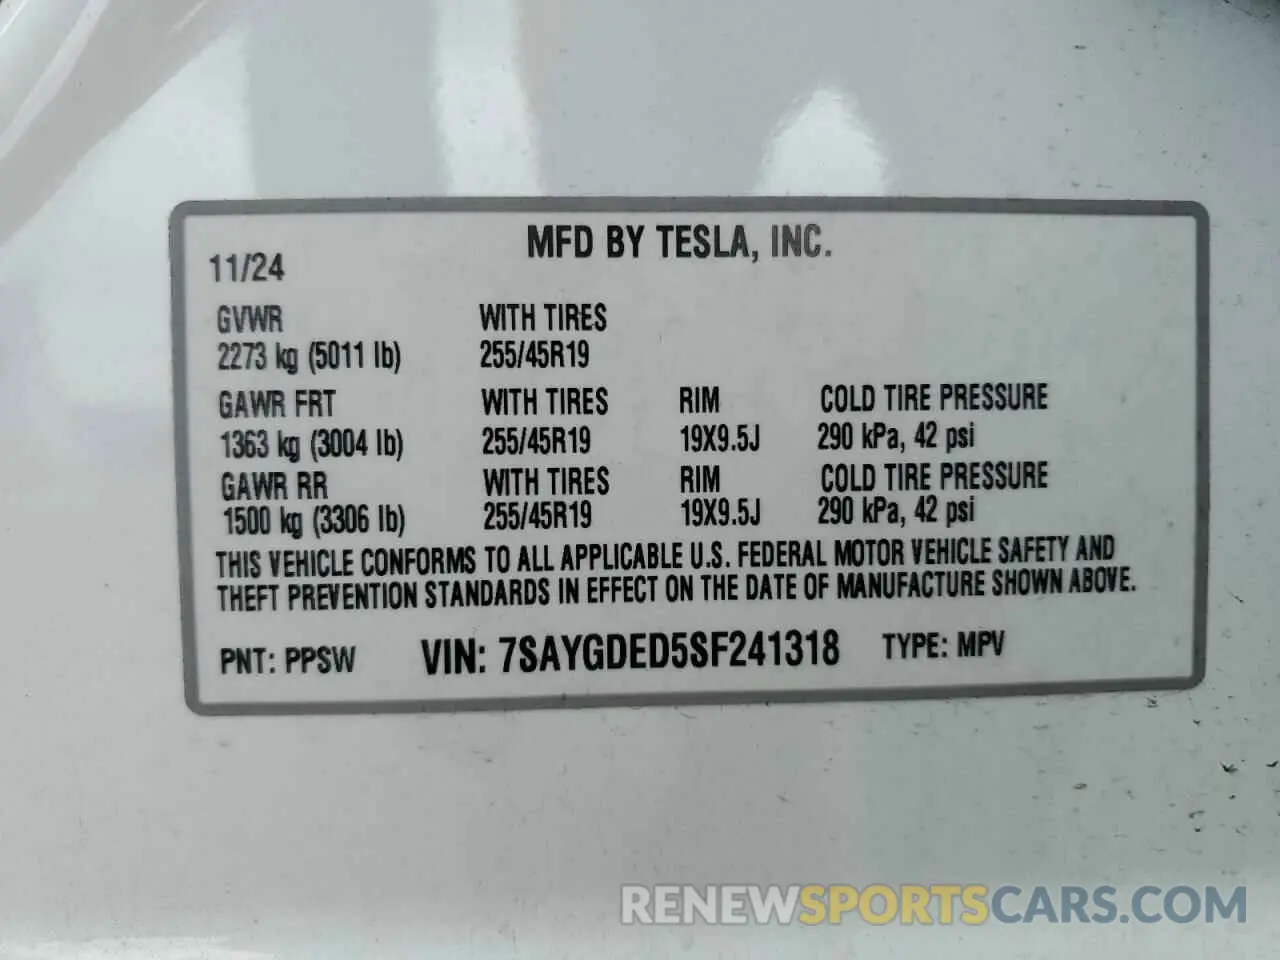 MFD BY TESLA, INC.
11/24
GVWR WITH TIRES
2273 kg (5011 lb) 255/45R19
GAWR FRT WITH TIRES RIM COLD TIRE PRESSURE
1363 kg (3004 lb) 255/45R19 19X9.5J 290 kPa, 42 psi
GAWR RR WITH TIRES RIM COLD TIRE PRESSURE
1500 kg (3306 lb) 255/45R19 19X9.5J 290 kPa, 42 psi
THIS VEHICLE CONFORMS TO ALL APPLICABLE U.S. FEDERAL MOTOR VEHICLE SAFETY AND
THEFT PREVENTION STANDARDS IN EFFECT ON THE DATE OF MANUFACTURE SHOWN ABOVE.
PNT: PPSW VIN: 7SAYGDED5SF241318 TYPE: MPV
RENEWSPORTSCARS.COM